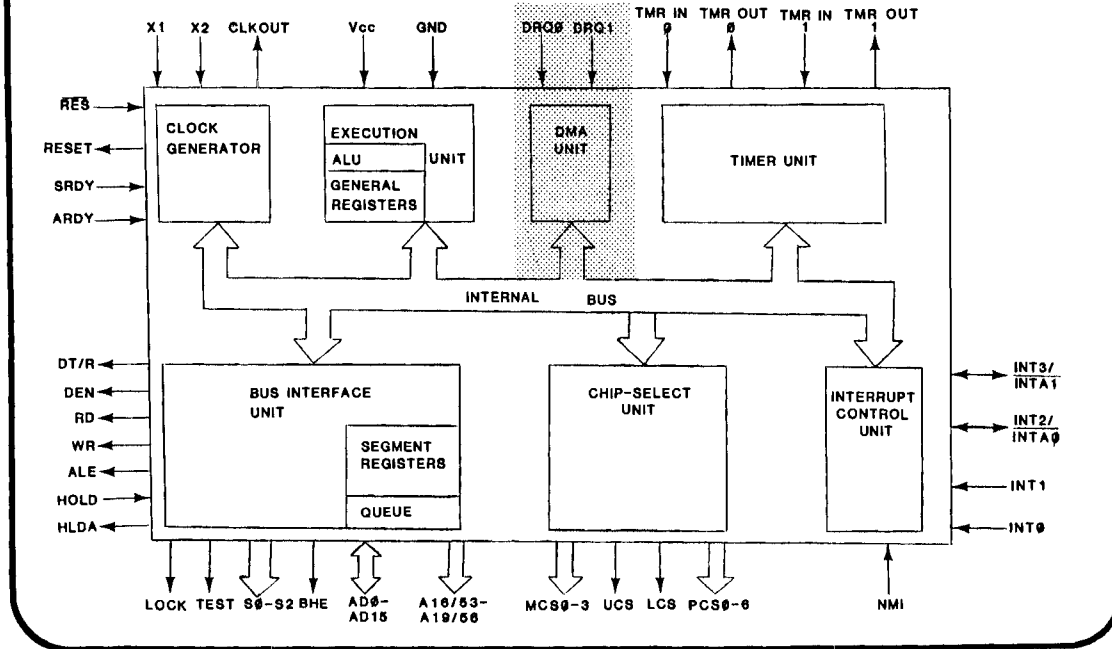 X1 X2 CLKOUT Vcc GND DRQ0 DRQ1 TMR IN 0 TMR OUT 0 TMR IN 1 TMR OUT 1
RES
RESET
SRDY
ARDY
CLOCK
GENERATOR
EXECUTION
UNIT
ALU
GENERAL
REGISTERS
DMA
UNIT
TIMER UNIT
INTERNAL BUS
DT/R
DEN
RD
WR
ALE
HOLD
HLDA
BUS INTERFACE
UNIT
SEGMENT
REGISTERS
QUEUE
CHIP-SELECT
UNIT
INTERRUPT
CONTROL
UNIT
INT3/
INTA1
INT2/
INTA0
INT1
INT0
LOCK TEST S0-S2 BHE AD0-
AD15
A16/S3-
A19/S6
MCS0-3 UCS LCS PCS0-6 NMI